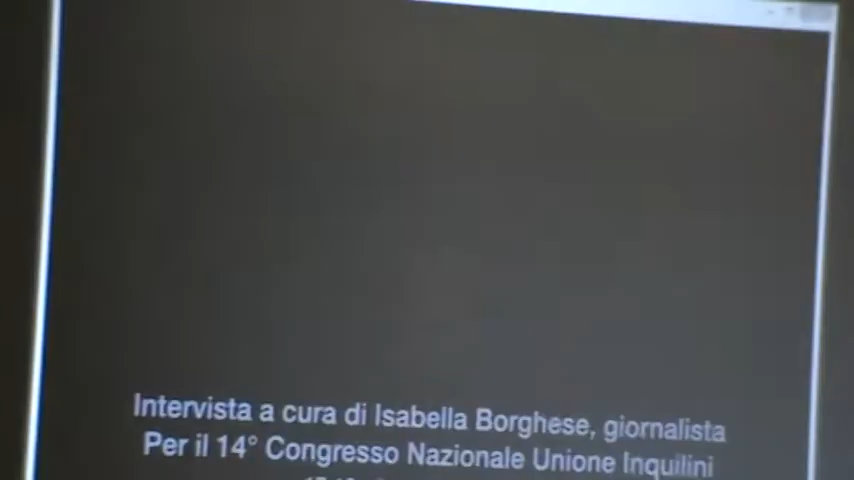 Intervista a cura di Isabella Borghese, giornalista
Per il 14° Congresso Nazionale Unione Inquilini